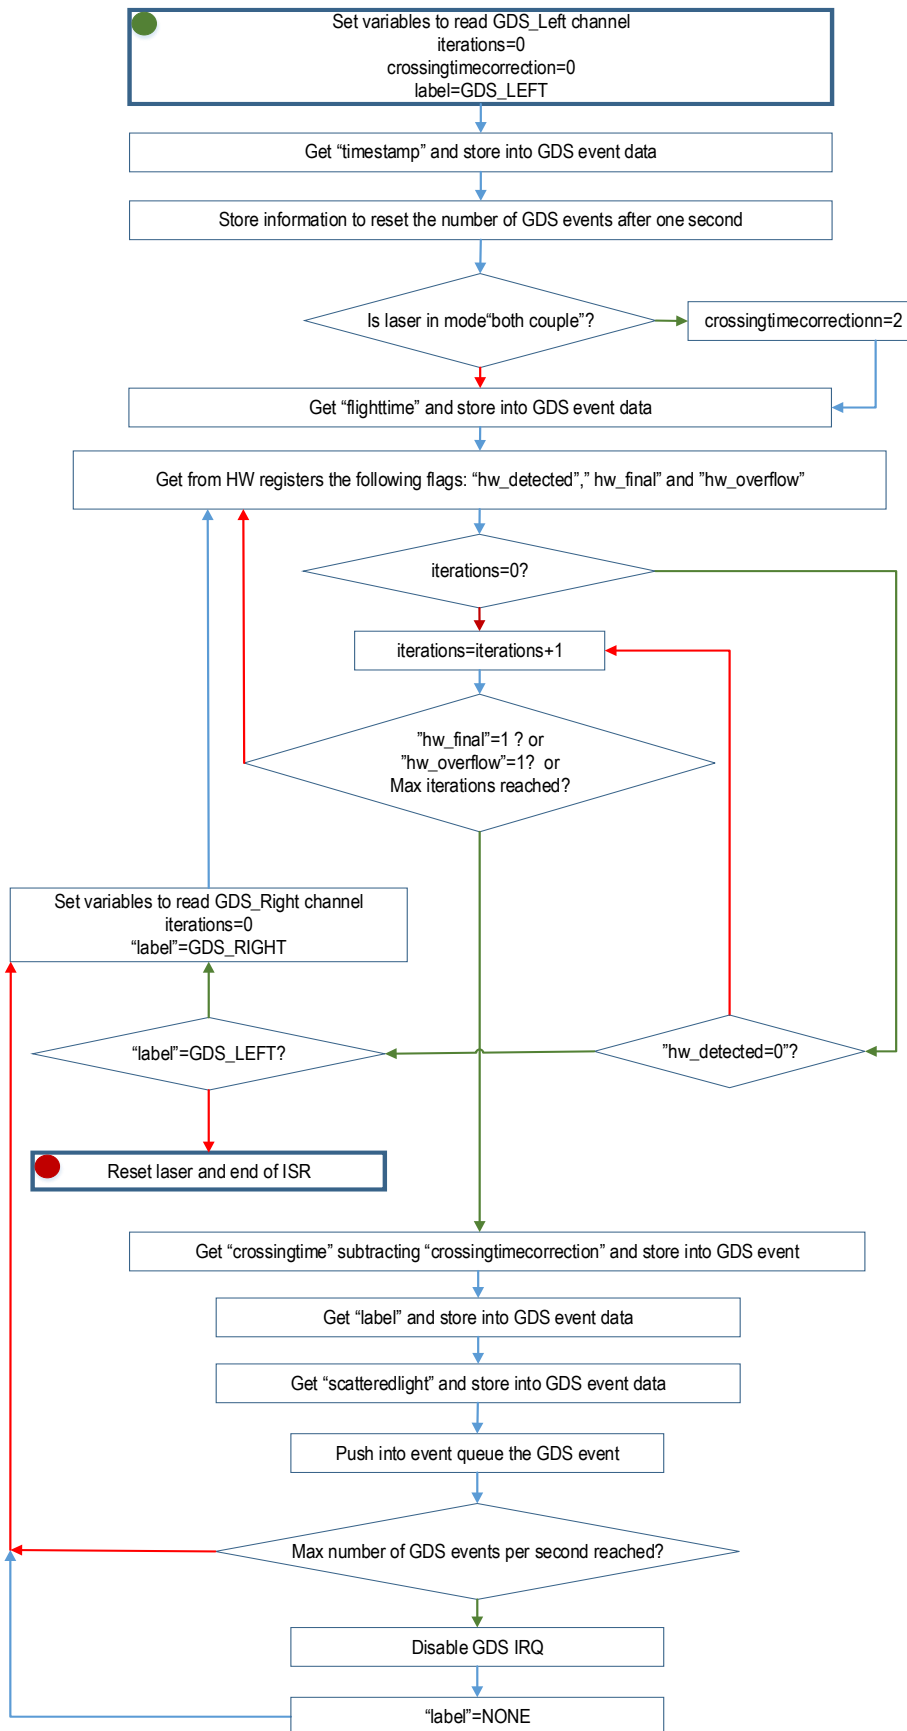 Set variables to read GDS_Left channel
iterations=0
crossingtimecorrection=0
label=GDS_LEFT
Get “timestamp” and store into GDS event data
Store information to reset the number of GDS events after one second
Is laser in mode“both couple”?
crossingtimecorrectionn=2
Get “flighttime” and store into GDS event data
Get from HW registers the following flags: “hw_detected”,” hw_final” and ”hw_overflow”
iterations=0?
iterations=iterations+1
”hw_final”=1 ? or
”hw_overflow”=1? or
Max iterations reached?
Set variables to read GDS_Right channel
iterations=0
“label”=GDS_RIGHT
“label”=GDS_LEFT?
”hw_detected=0”?
Reset laser and end of ISR
Get “crossingtime” subtracting “crossingtimecorrection” and store into GDS event
Get “label” and store into GDS event data
Get “scatteredlight” and store into GDS event data
Push into event queue the GDS event
Max number of GDS events per second reached?
Disable GDS IRQ
“label”=NONE